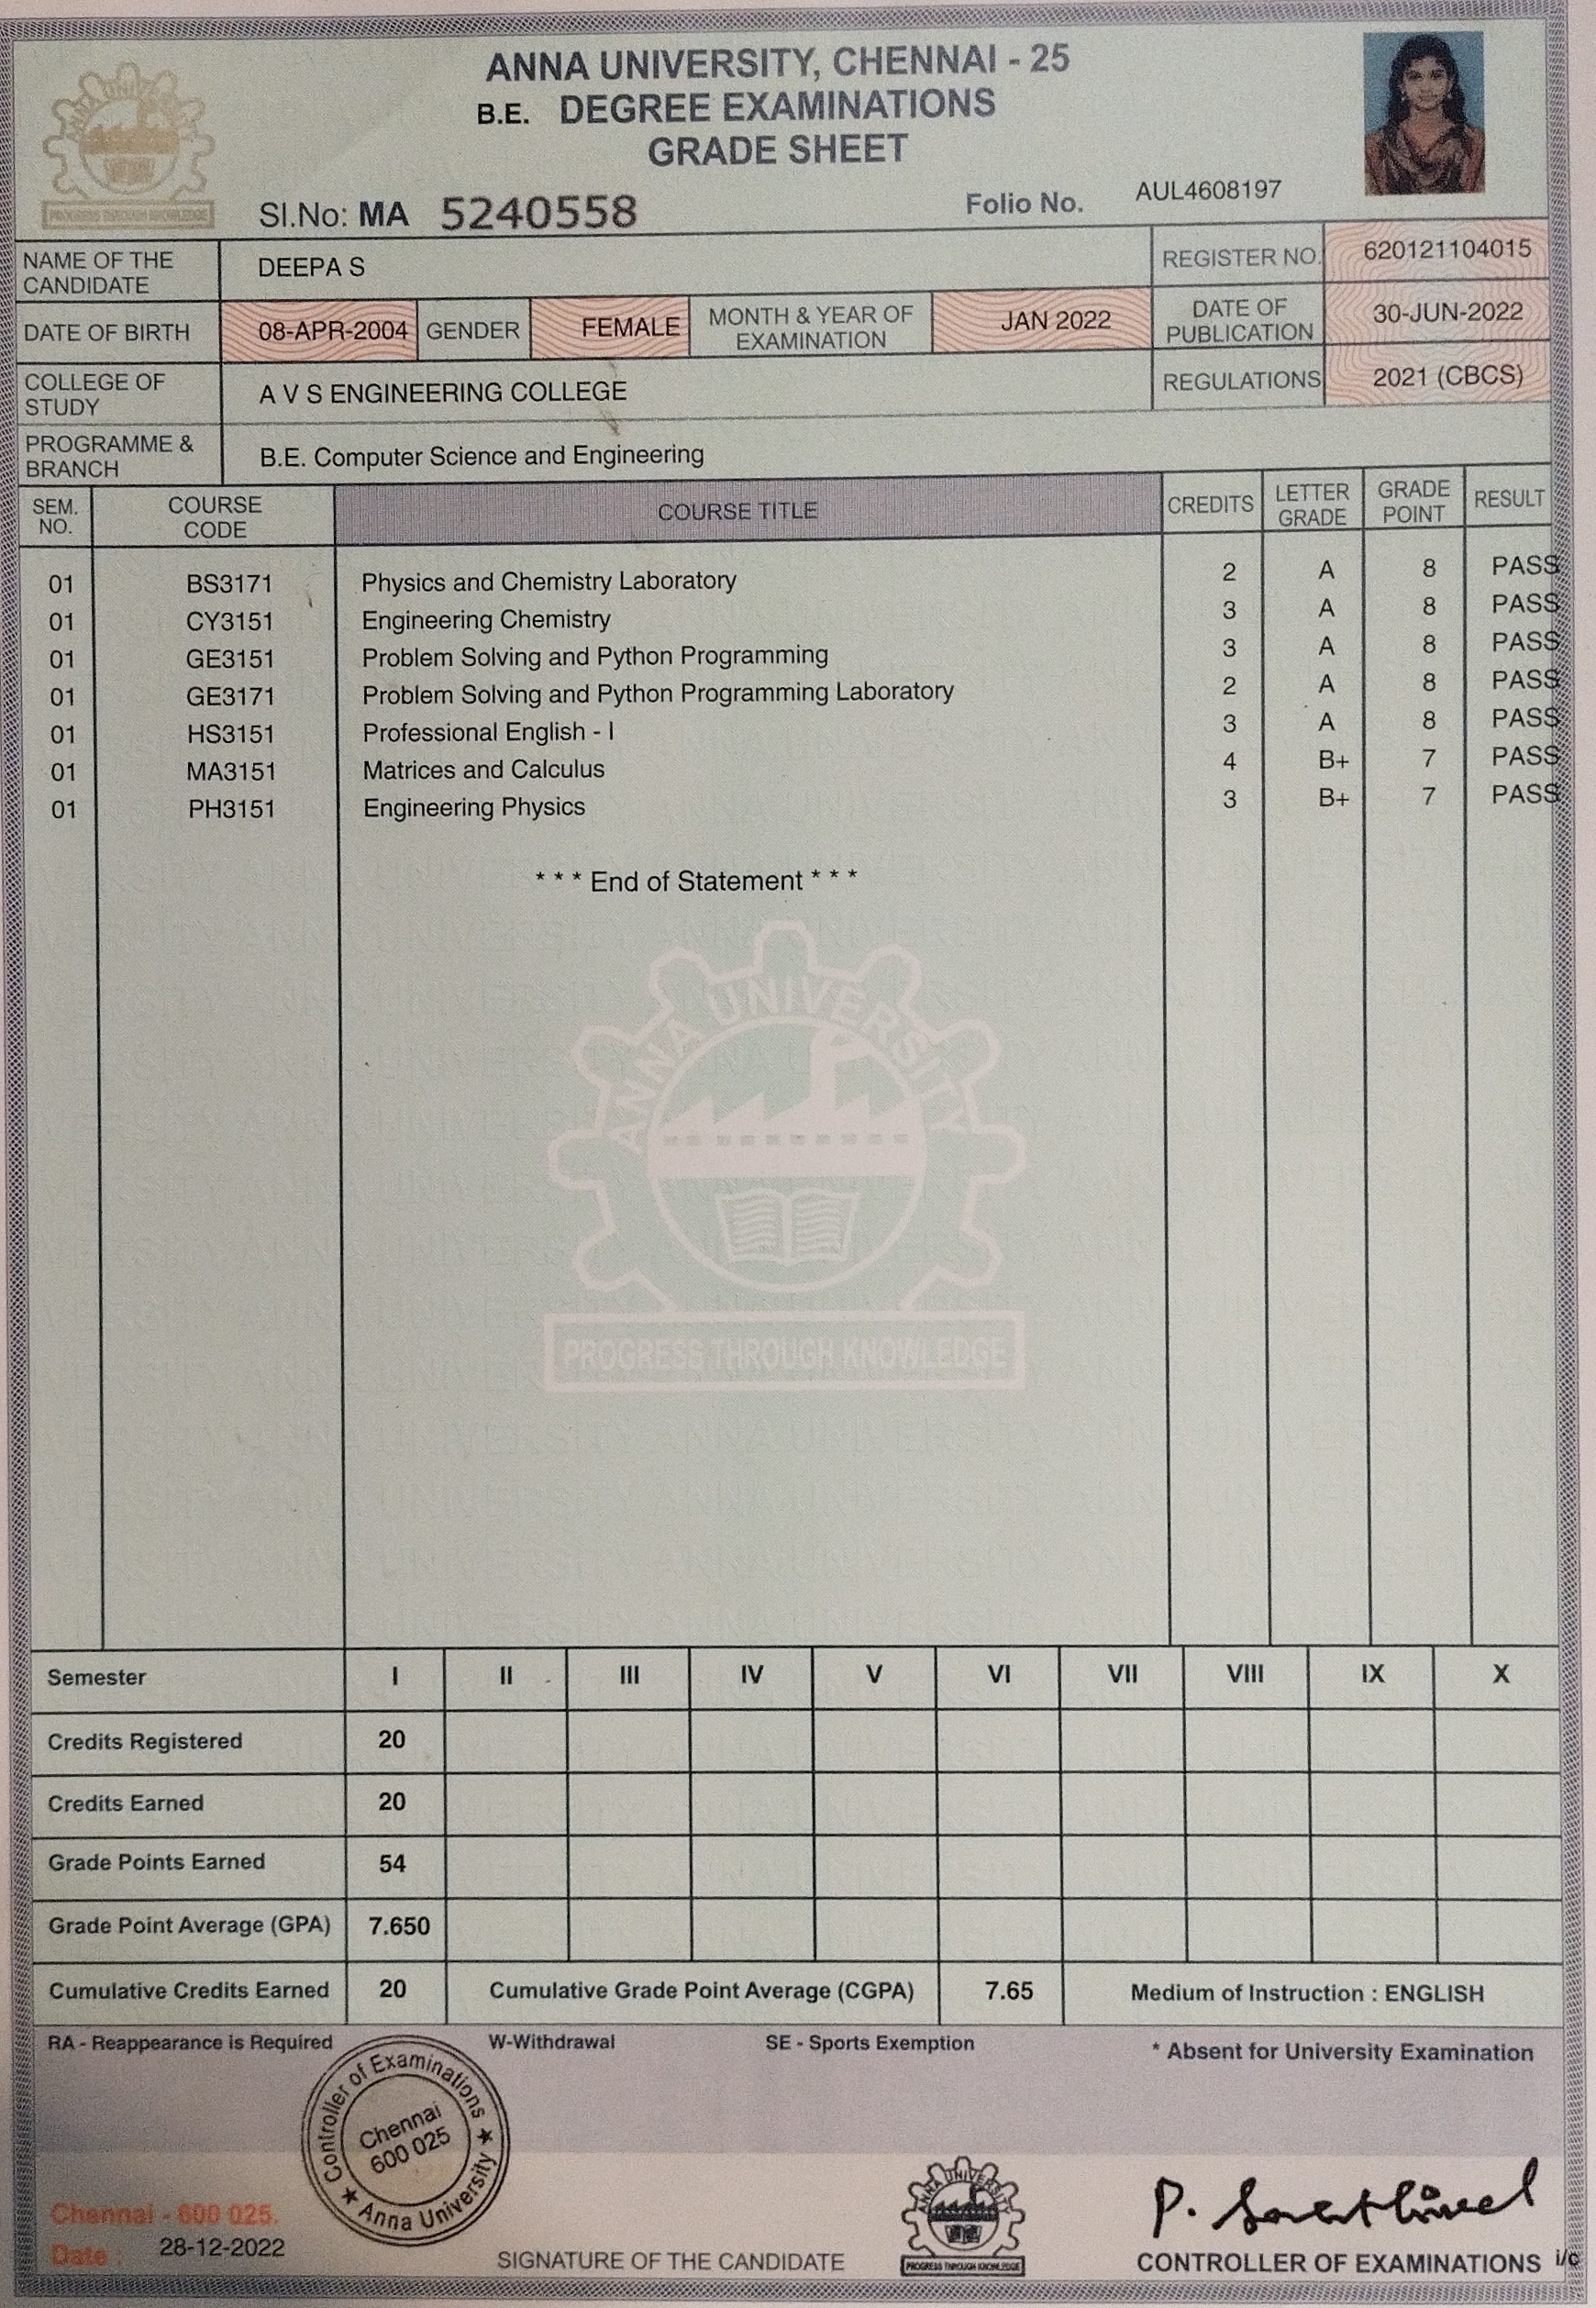 ANNA UNIVERSITY, CHENNAI - 25
B.E. DEGREE EXAMINATIONS
GRADE SHEET
PROGRESS THROUGH KNOWLEDGE
Sl.No: MA 5240558
Folio No. AUL4608197
NAME OF THE CANDIDATE DEEPA S REGISTER NO. 620121104015
DATE OF BIRTH 08-APR-2004 GENDER FEMALE MONTH & YEAR OF EXAMINATION JAN 2022 DATE OF PUBLICATION 30-JUN-2022
COLLEGE OF STUDY A V S ENGINEERING COLLEGE REGULATIONS 2021 (CBCS)
PROGRAMME & BRANCH B.E. Computer Science and Engineering
SEM. NO. COURSE CODE COURSE TITLE CREDITS LETTER GRADE GRADE POINT RESULT
01 BS3171 Physics and Chemistry Laboratory 2 A 8 PASS
01 CY3151 Engineering Chemistry 3 A 8 PASS
01 GE3151 Problem Solving and Python Programming 3 A 8 PASS
01 GE3171 Problem Solving and Python Programming Laboratory 2 A 8 PASS
01 HS3151 Professional English - I 3 A 8 PASS
01 MA3151 Matrices and Calculus 4 B+ 7 PASS
01 PH3151 Engineering Physics 3 B+ 7 PASS
* * * End of Statement * * *
ANNA UNIVERSITY
PROGRESS THROUGH KNOWLEDGE
Semester I II III IV V VI VII VIII IX X
Credits Registered 20
Credits Earned 20
Grade Points Earned 54
Grade Point Average (GPA) 7.650
Cumulative Credits Earned 20 Cumulative Grade Point Average (CGPA) 7.65 Medium of Instruction : ENGLISH
RA - Reappearance is Required W-Withdrawal SE - Sports Exemption * Absent for University Examination
Controller of Examinations
Chennai
600 025
Anna University
Chennai - 600 025.
Date : 28-12-2022
SIGNATURE OF THE CANDIDATE
ANNA UNIVERSITY
PROGRESS THROUGH KNOWLEDGE
CONTROLLER OF EXAMINATIONS i/c